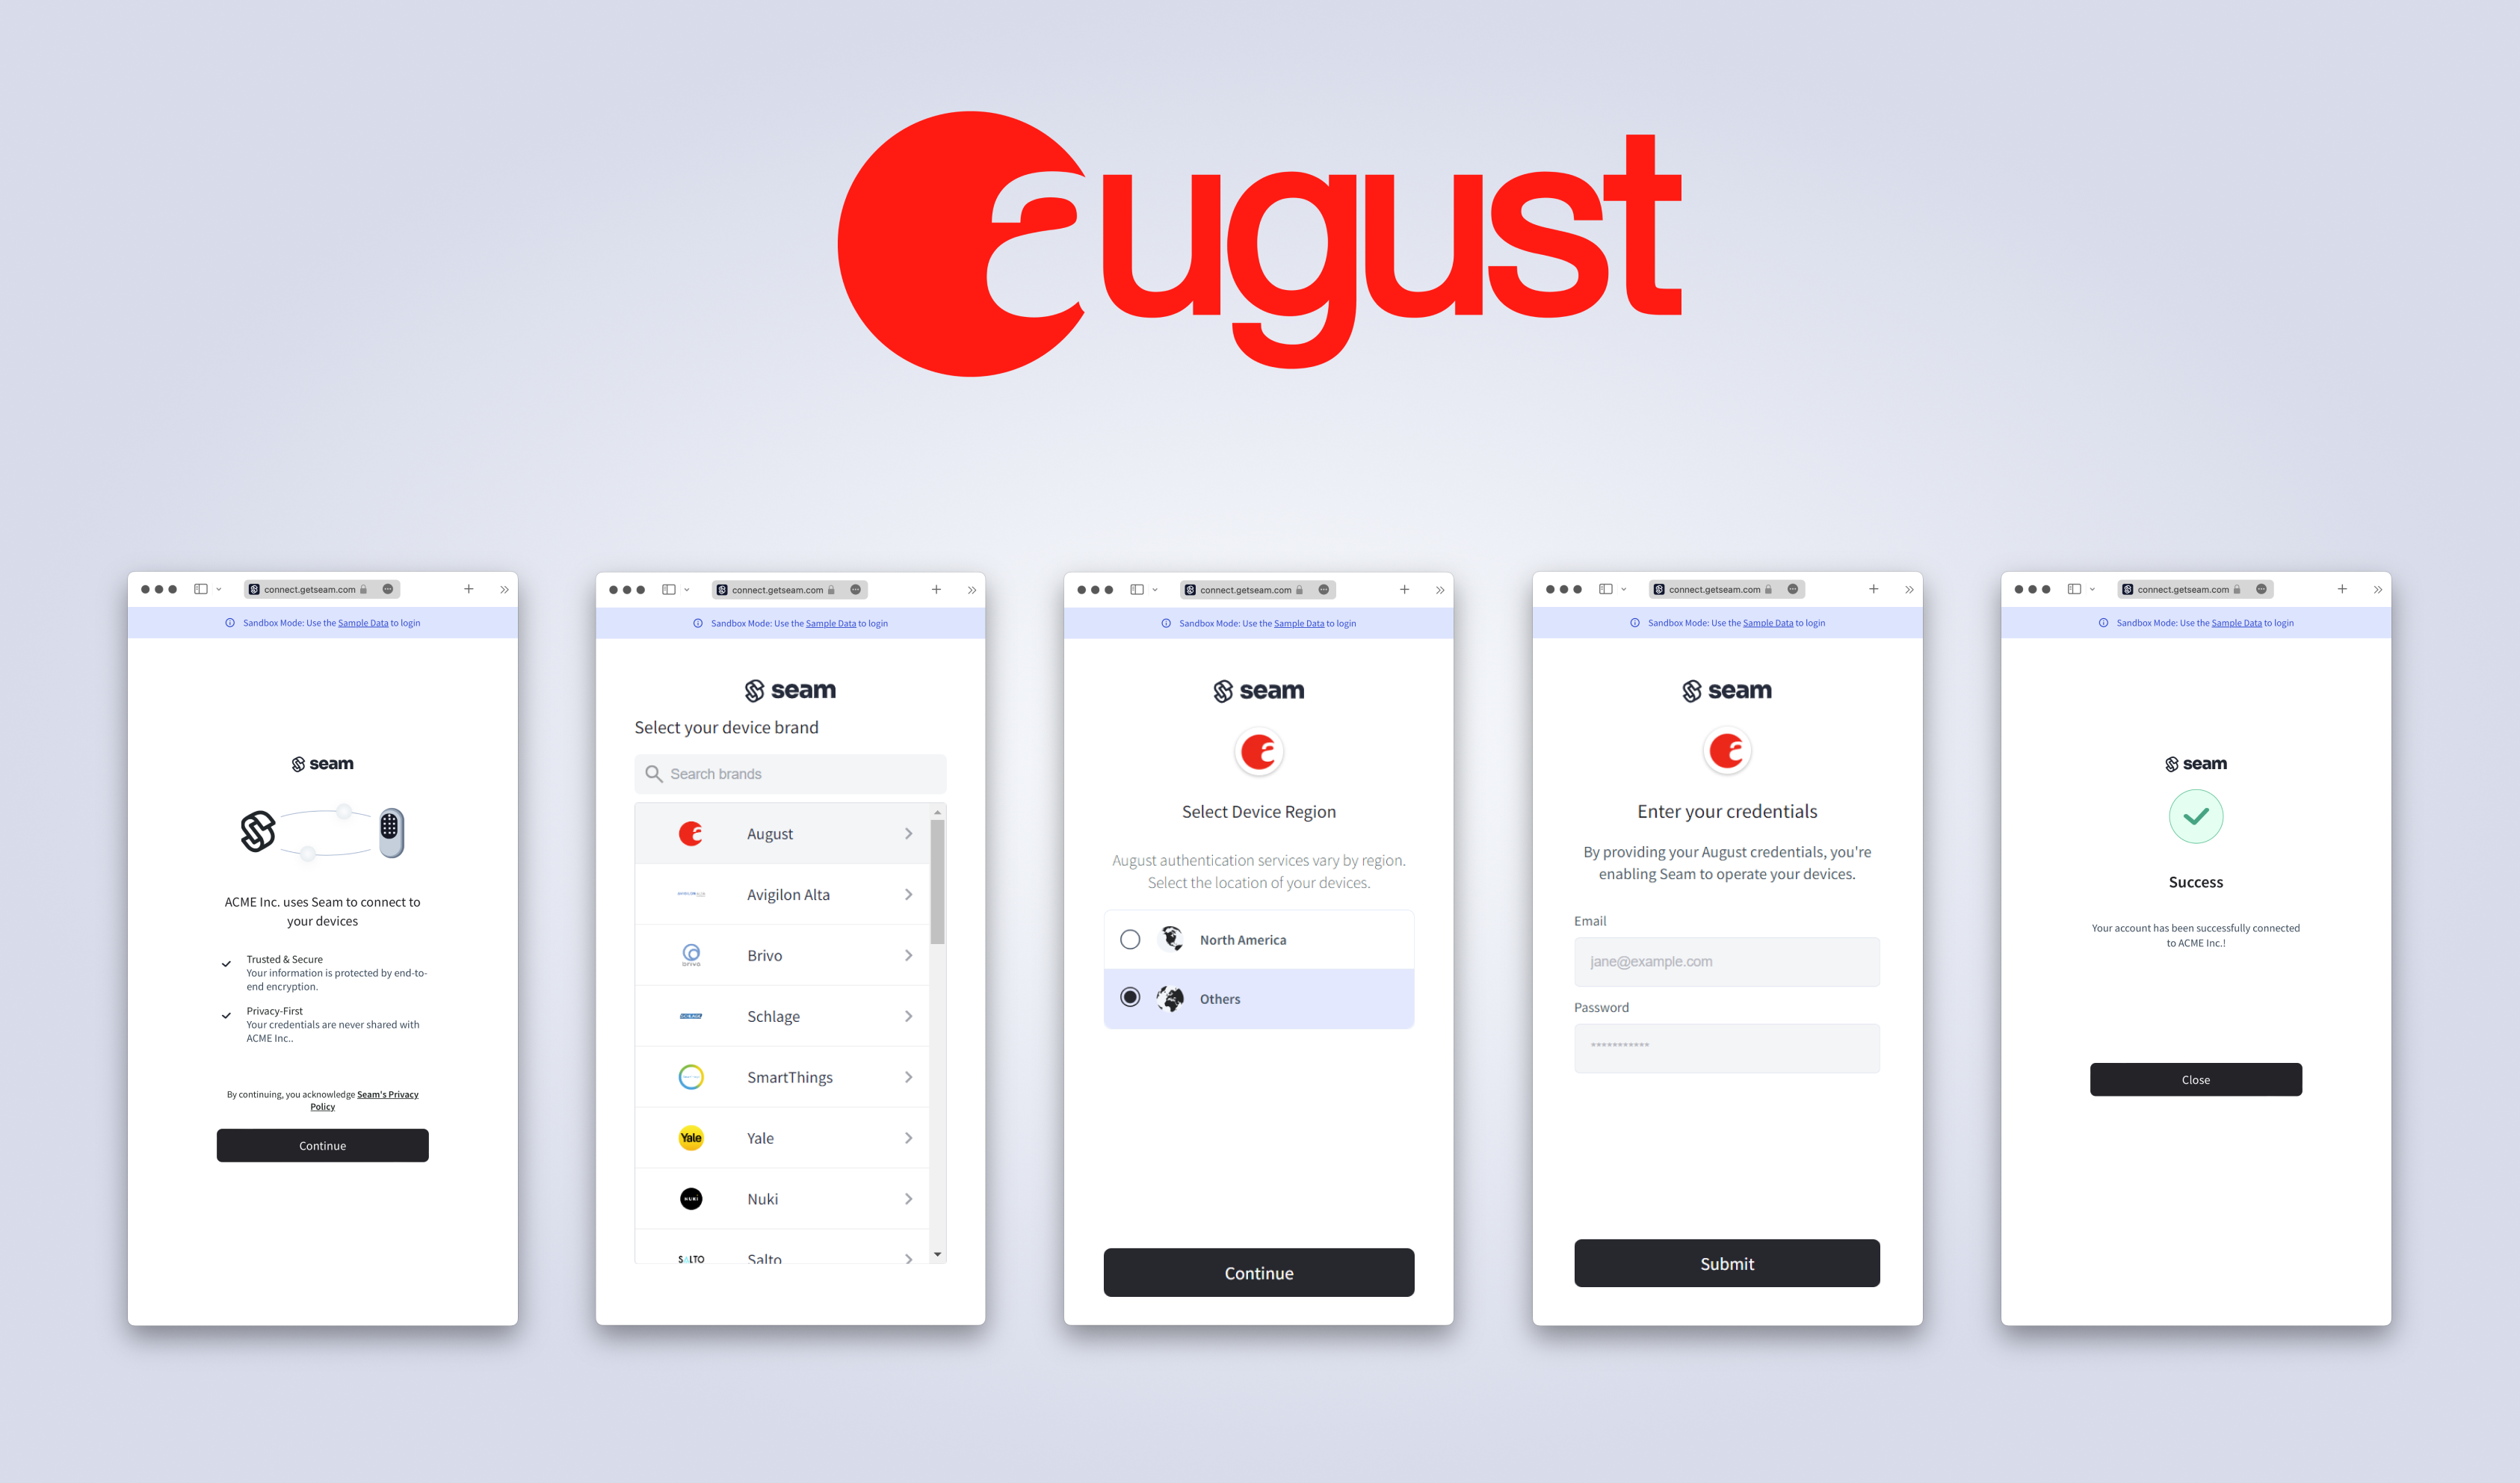 august
connect.getseam.com
Sandbox Mode: Use the Sample Data to login
seam
ACME Inc. uses Seam to connect to
your devices
Trusted & Secure
Your information is protected by end-to-
end encryption.
Privacy-First
Your credentials are never shared with
ACME Inc..
By continuing, you acknowledge Seam's Privacy
Policy
Continue
connect.getseam.com
Sandbox Mode: Use the Sample Data to login
seam
Select your device brand
Search brands
August
Avigilon Alta
brivo
Brivo
Schlage
SmartThings
Yale
Yale
NUKI
Nuki
SALTO
Salto
connect.getseam.com
Sandbox Mode: Use the Sample Data to login
seam
a
Select Device Region
August authentication services vary by region.
Select the location of your devices.
North America
Others
Continue
connect.getseam.com
Sandbox Mode: Use the Sample Data to login
seam
a
Enter your credentials
By providing your August credentials, you're
enabling Seam to operate your devices.
Email
jane@example.com
Password
***********
Submit
connect.getseam.com
Sandbox Mode: Use the Sample Data to login
seam
Success
Your account has been successfully connected
to ACME Inc.!
Close